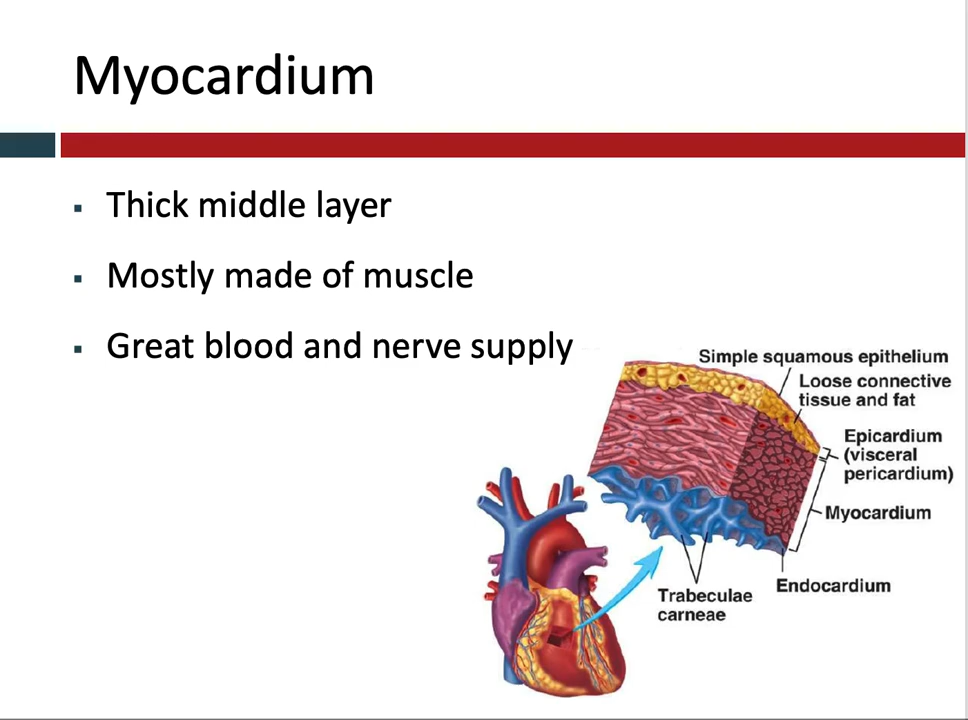 Myocardium
Thick middle layer
Mostly made of muscle
Great blood and nerve supply
Simple squamous epithelium
Loose connective
tissue and fat
Epicardium
(visceral
pericardium)
Myocardium
Endocardium
Trabeculae
carneae